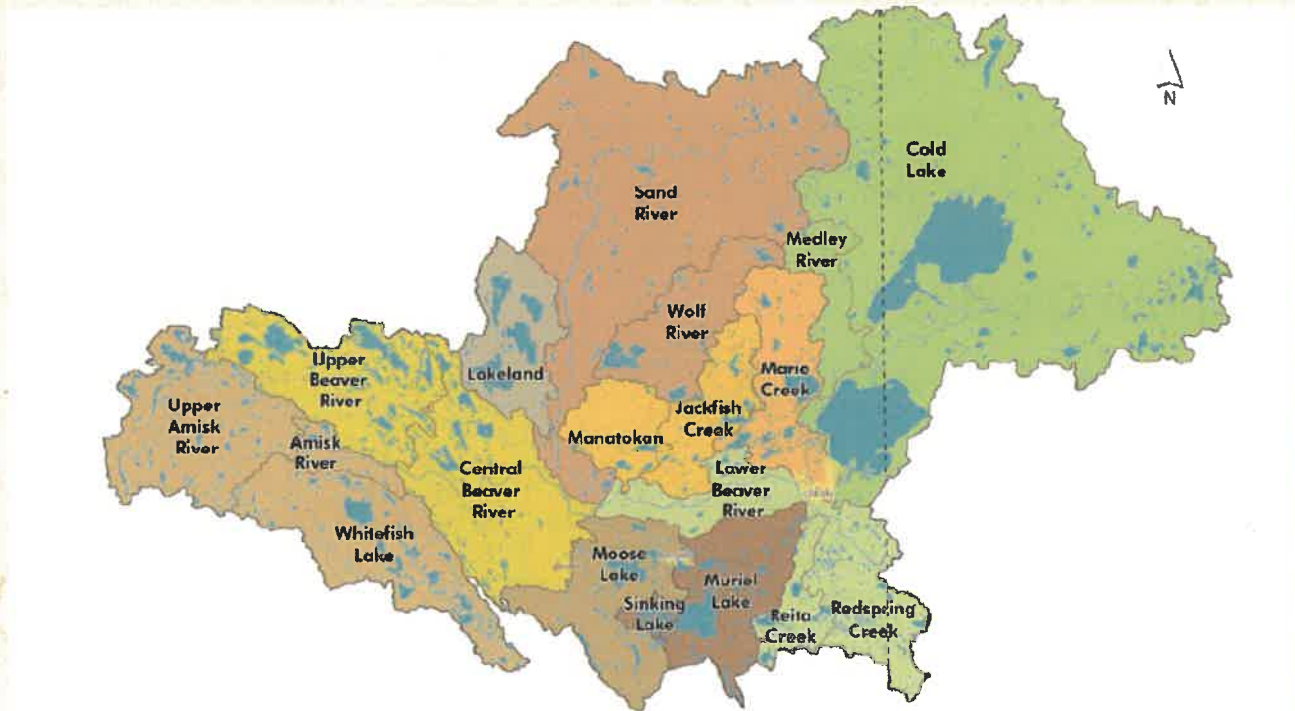 N
Cold
Lake
Sand
River
Medley
River
Wolf
River
Upper
Beaver
River
Lakeland
Marie
Creek
Upper
Amisk
River
Jackfish
Creek
Manatokan
Amisk
River
Central
Beaver
River
Lower
Beaver
River
Whitefish
Lake
Moose
Lake
Muriel
Lake
Sinking
Lake
Reita
Creek
Redspring
Creek